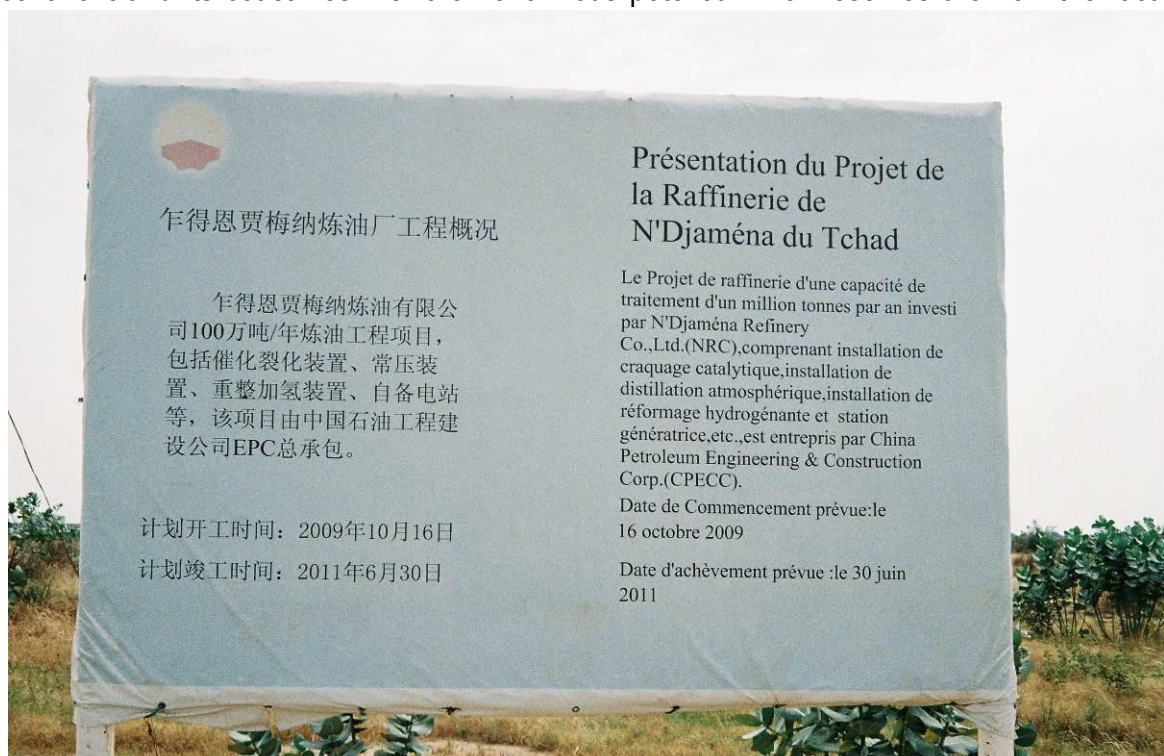 乍得恩贾梅纳炼油厂工程概况
乍得恩贾梅纳炼油有限公
司100万吨/年炼油工程项目，
包括催化裂化装置、常压装
置、重整加氢装置、自备电站
等，该项目由中国石油工程建
设公司EPC总承包。
计划开工时间：2009年10月16日
计划竣工时间：2011年6月30日
Présentation du Projet de
la Raffinerie de
N'Djaména du Tchad
Le Projet de raffinerie d'une capacité de
traitement d'un million tonnes par an investi
par N'Djaména Refinery
Co.,Ltd.(NRC),comprenant installation de
craquage catalytique,installation de
distillation atmosphérique,installation de
réformage hydrogénante et station
génératrice,etc.,est entrepris par China
Petroleum Engineering & Construction
Corp.(CPECC).
Date de Commencement prévue:le
16 octobre 2009
Date d'achèvement prévue :le 30 juin
2011